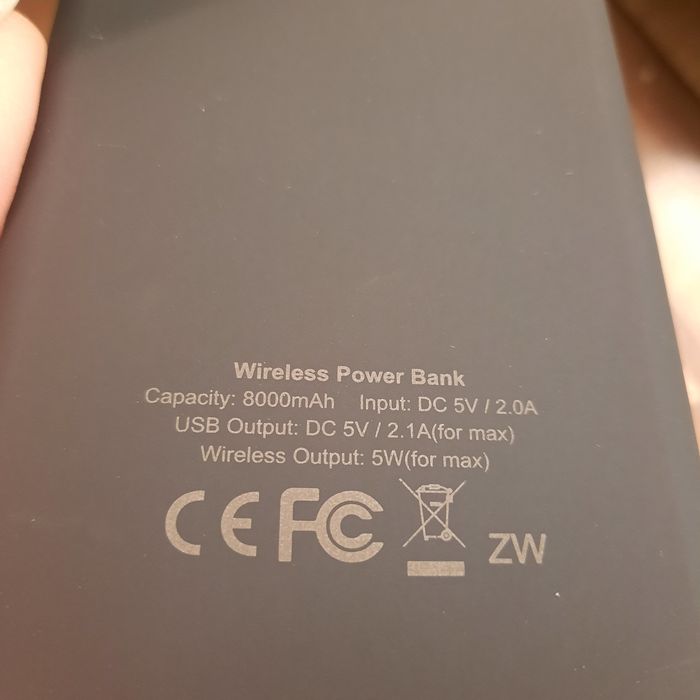 Wireless Power Bank
Capacity: 8000mAh Input: DC 5V / 2.0A
USB Output: DC 5V / 2.1A(for max)
Wireless Output: 5W(for max)
CE FC ZW